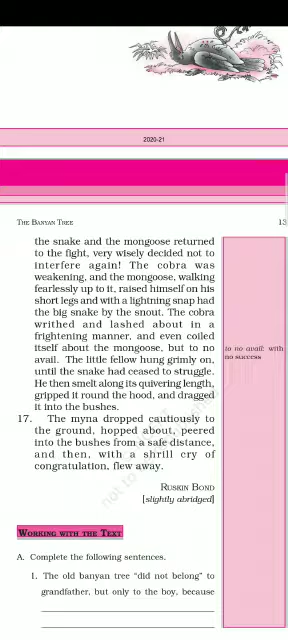 2020-21
THE BANYAN TREE 13
the snake and the mongoose returned
to the fight, very wisely decided not to
interfere again! The cobra was
weakening, and the mongoose, walking
fearlessly up to it, raised himself on his
short legs and with a lightning snap had
the big snake by the snout. The cobra
writhed and lashed about in a
frightening manner, and even coiled
itself about the mongoose, but to no
avail. The little fellow hung grimly on,
until the snake had ceased to struggle.
He then smelt along its quivering length,
gripped it round the hood, and dragged
it into the bushes.
to no avail: with
no success
17. The myna dropped cautiously to
the ground, hopped about, peered
into the bushes from a safe distance,
and then, with a shrill cry of
congratulation, flew away.
RUSKIN BOND
[slightly abridged]
not to
WORKING WITH THE TEXT
A. Complete the following sentences.
1. The old banyan tree “did not belong” to
grandfather, but only to the boy, because